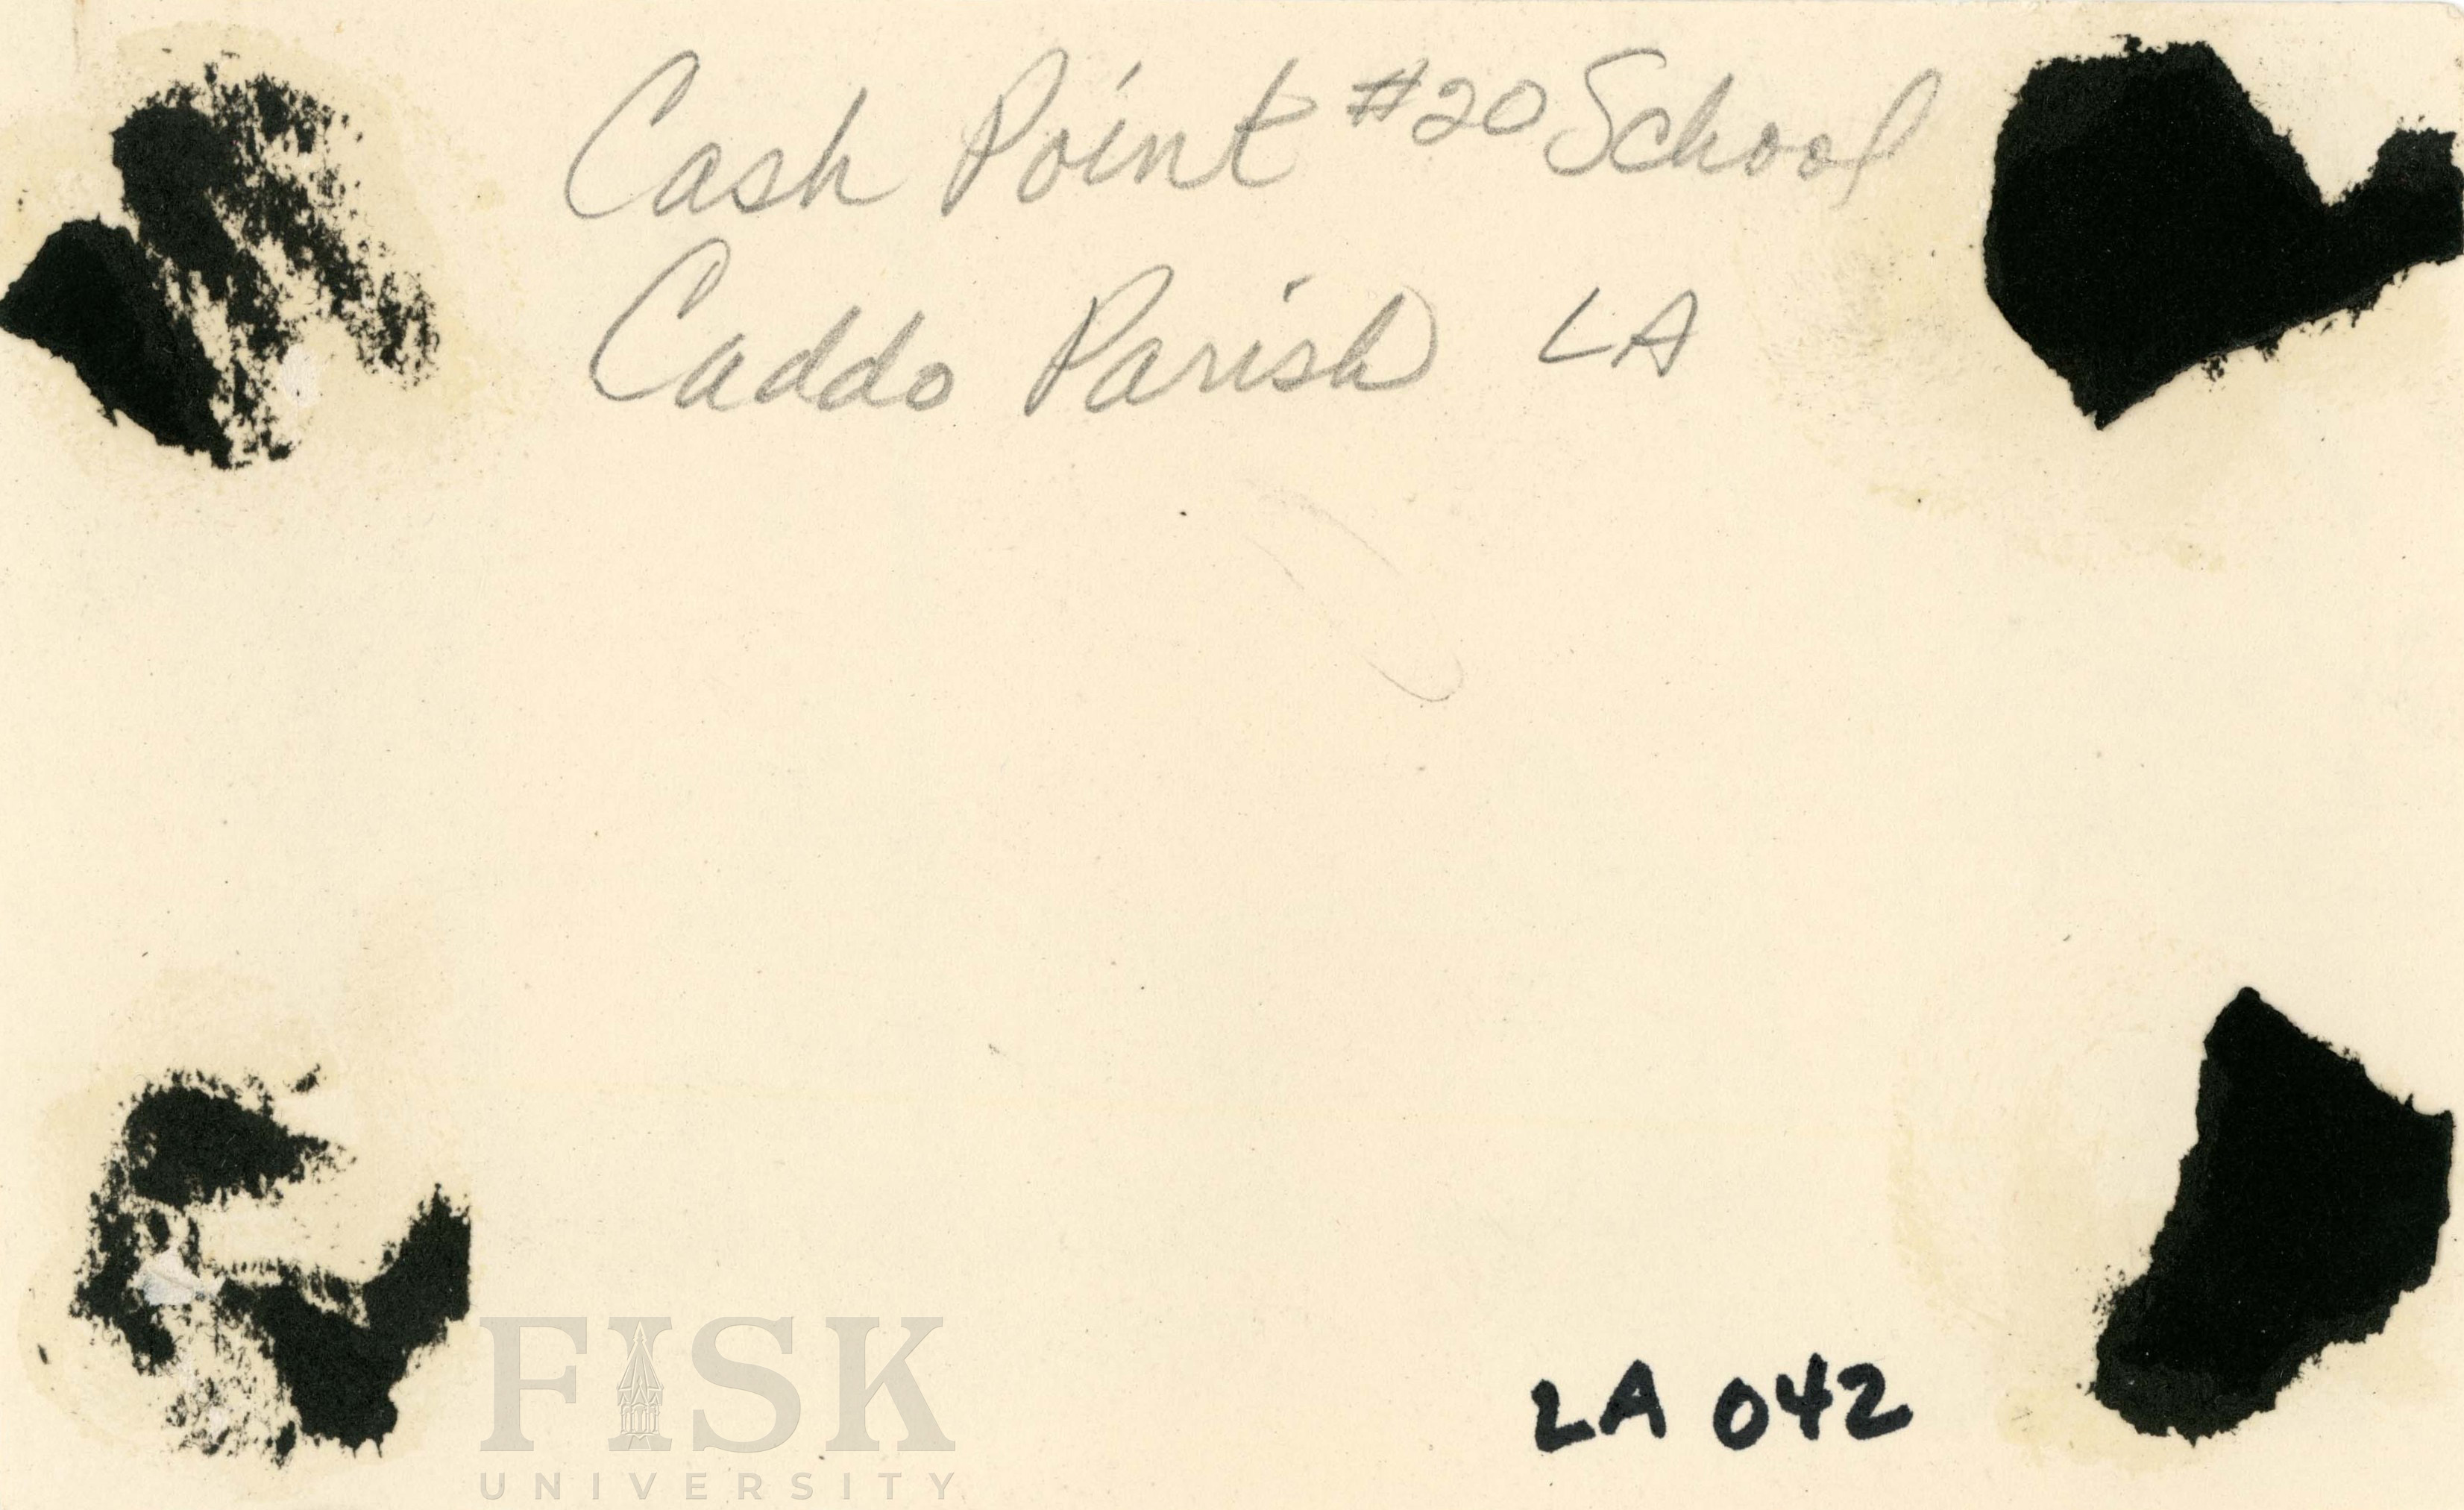 Cash Point #20 School
Caddo Parish LA
LA 042
FISK
UNIVERSITY